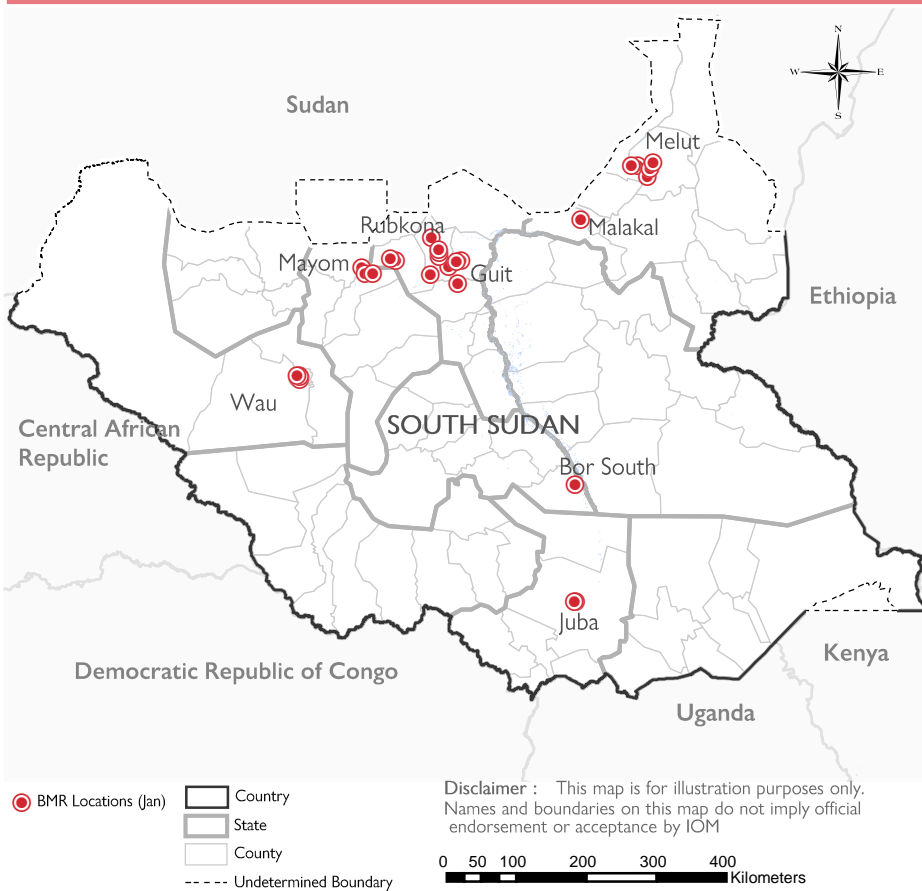 N
W E
S
Sudan
Melut
Malakal
Rubkona
Mayom
Guit
Ethiopia
Wau
Central African
Republic
SOUTH SUDAN
Bor South
Juba
Democratic Republic of Congo
Kenya
Uganda
BMR Locations (Jan)
Country
State
County
Undetermined Boundary
Disclaimer : This map is for illustration purposes only.
Names and boundaries on this map do not imply official
endorsement or acceptance by IOM
0 50 100 200 300 400
Kilometers